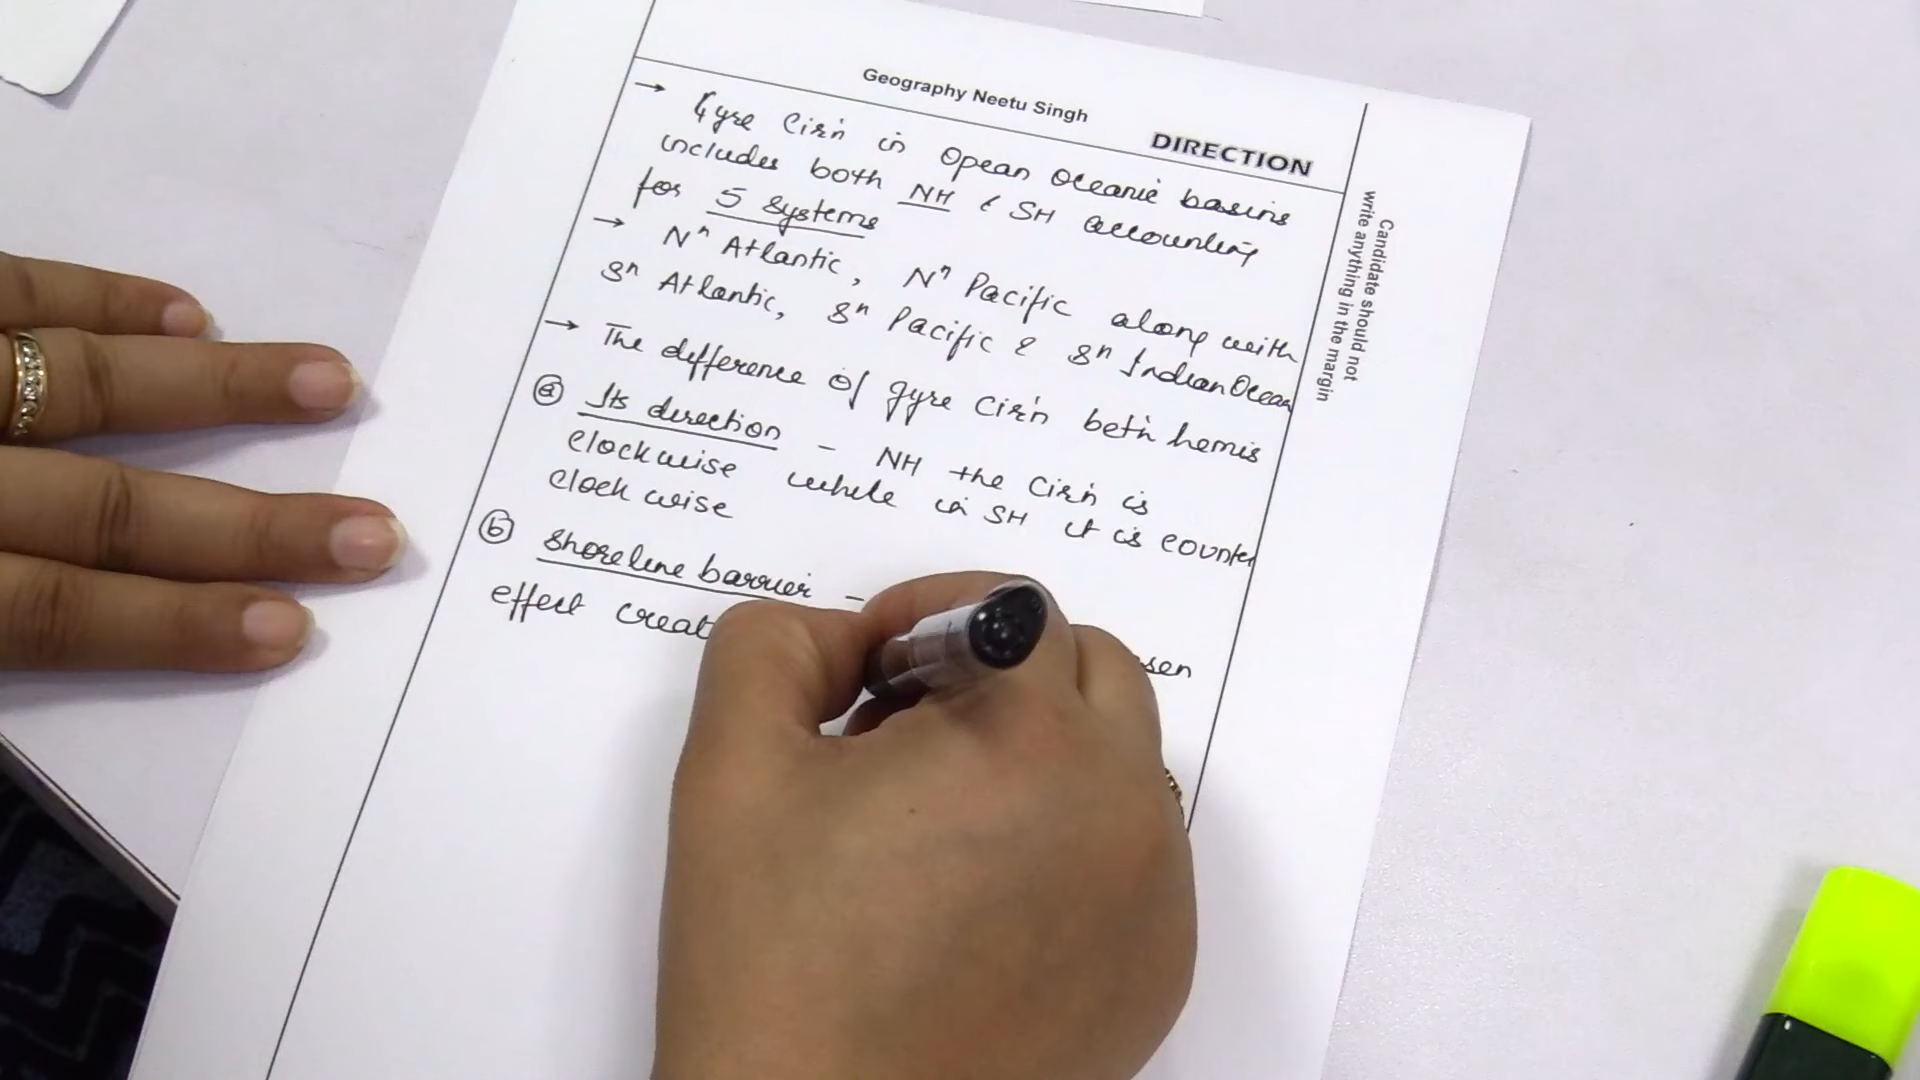 Geography Neetu Singh
DIRECTION
Candidate should not
write anything in the margin
→ Gyre Cirn in Opean Oceanic basins
includes both NH & SH accounting
for 5 systems
→ Nn Atlantic, Nn Pacific along with
Sn Atlantic, Sn Pacific & Sn Indian Ocean
→ The difference of gyre Cirn betn hemis
(a) Its direction - NH the Cirn is
clockwise while in SH it is counter
clockwise
(b) Shoreline barrier -
effect creat